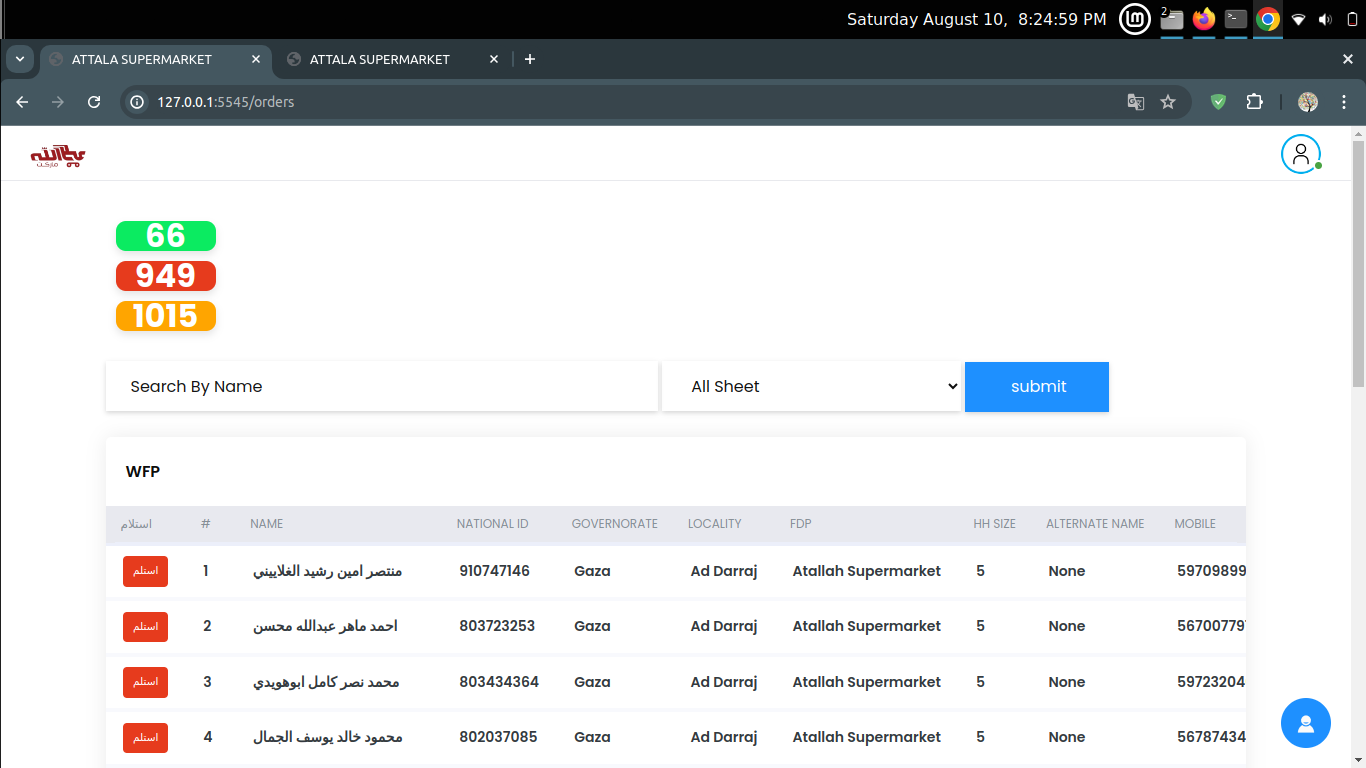 Saturday August 10, 8:24:59 PM
2
ATTALA SUPERMARKET
ATTALA SUPERMARKET
127.0.0.1:5545/orders
عطاالله
ماركت
66
949
1015
Search By Name
All Sheet
submit
WFP
استلام # NAME NATIONAL ID GOVERNORATE LOCALITY FDP HH SIZE ALTERNATE NAME MOBILE
استلم 1 منتصر امين رشيد الغلاييني 910747146 Gaza Ad Darraj Atallah Supermarket 5 None 59709899
استلم 2 احمد ماهر عبدالله محسن 803723253 Gaza Ad Darraj Atallah Supermarket 5 None 5670077
استلم 3 محمد نصر كامل ابوهويدي 803434364 Gaza Ad Darraj Atallah Supermarket 5 None 59723204
استلم 4 محمود خالد يوسف الجمال 802037085 Gaza Ad Darraj Atallah Supermarket 5 None 56787434